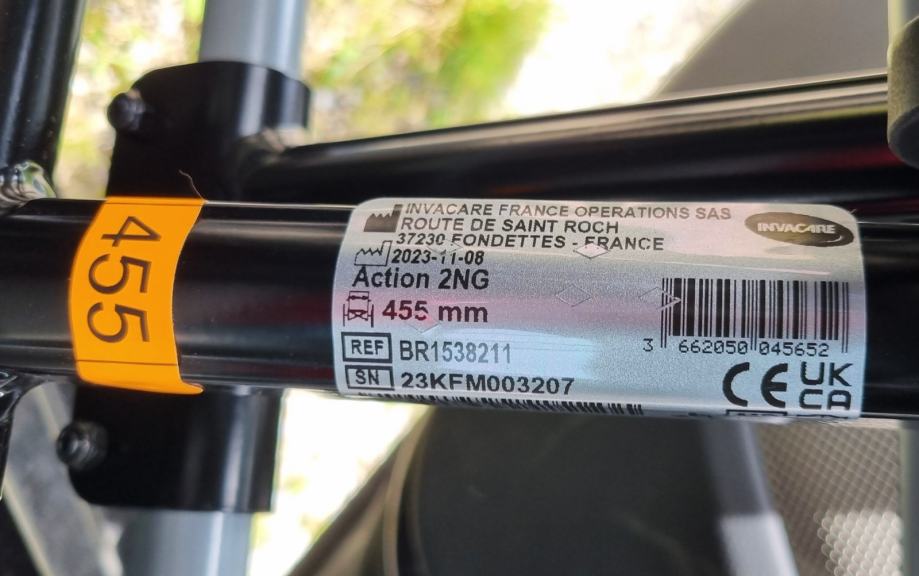 455
INVACARE FRANCE OPERATIONS SAS
ROUTE DE SAINT ROCH
37230 FONDETTES - FRANCE
2023-11-08
Action 2NG
455 mm
REF BR1538211
SN 23KFM003207
INVACARE
3 662050 045652
CE UK
CA